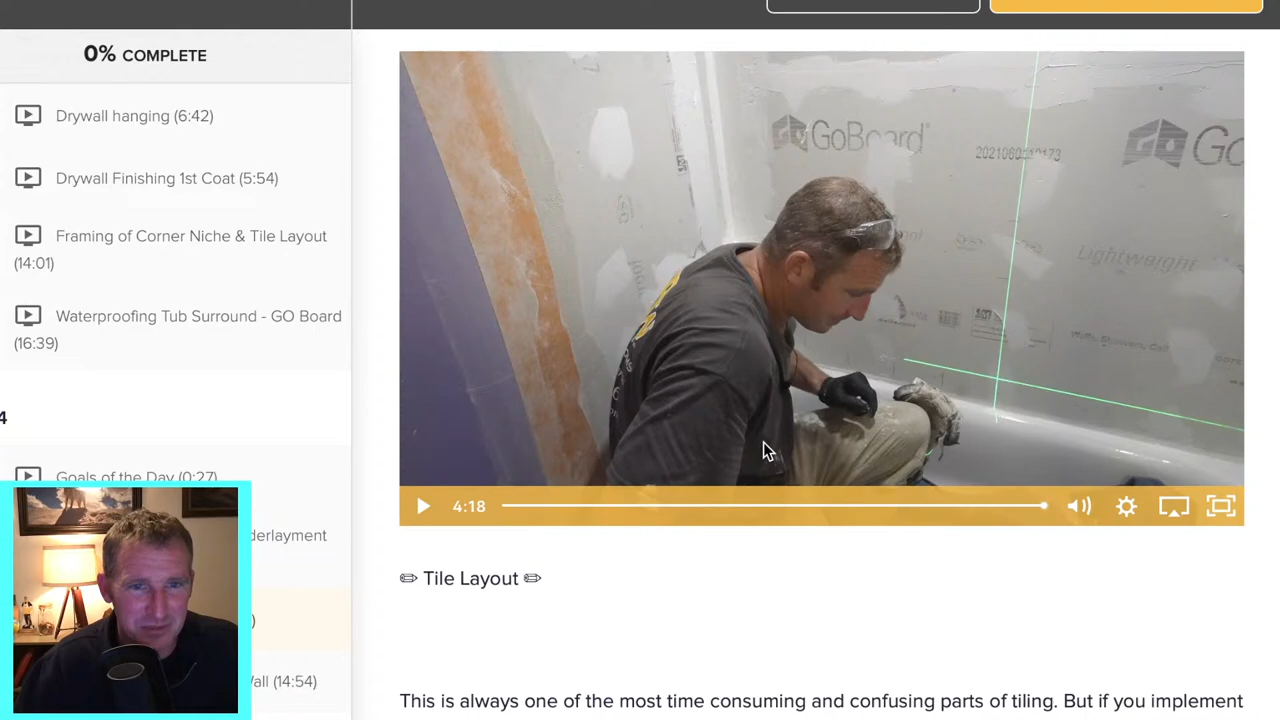 0% COMPLETE
Drywall hanging (6:42)
Drywall Finishing 1st Coat (5:54)
Framing of Corner Niche & Tile Layout
(14:01)
Waterproofing Tub Surround - GO Board
(16:39)
4
Goals of the Day (0:27)
derlayment
)
Wall (14:54)
GoBoard
Go
Lightweight
4:18
✏ Tile Layout ✏
This is always one of the most time consuming and confusing parts of tiling. But if you implement